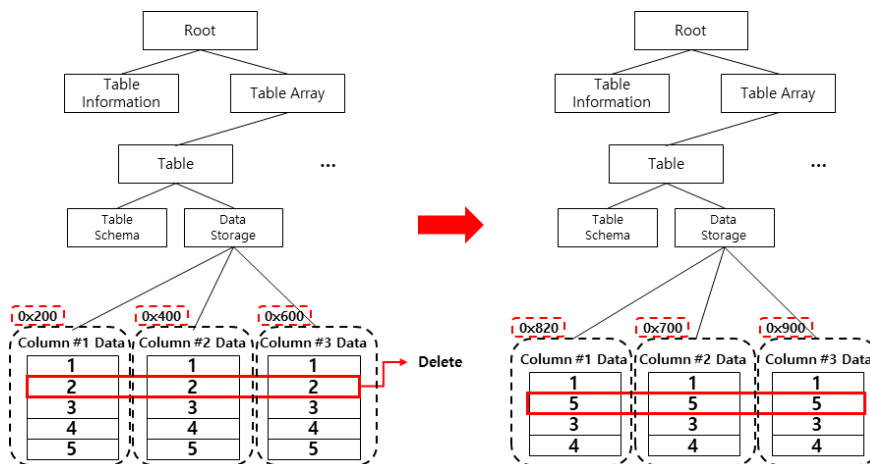 Root
Table
Information
Table Array
Table
...
Table
Schema
Data
Storage
0x200
0x400
0x600
Column #1 Data
Column #2 Data
Column #3 Data
1
1
1
2
2
2
3
3
3
4
4
4
5
5
5
Delete
Root
Table
Information
Table Array
Table
...
Table
Schema
Data
Storage
0x820
0x700
0x900
Column #1 Data
Column #2 Data
Column #3 Data
1
1
1
5
5
5
3
3
3
4
4
4